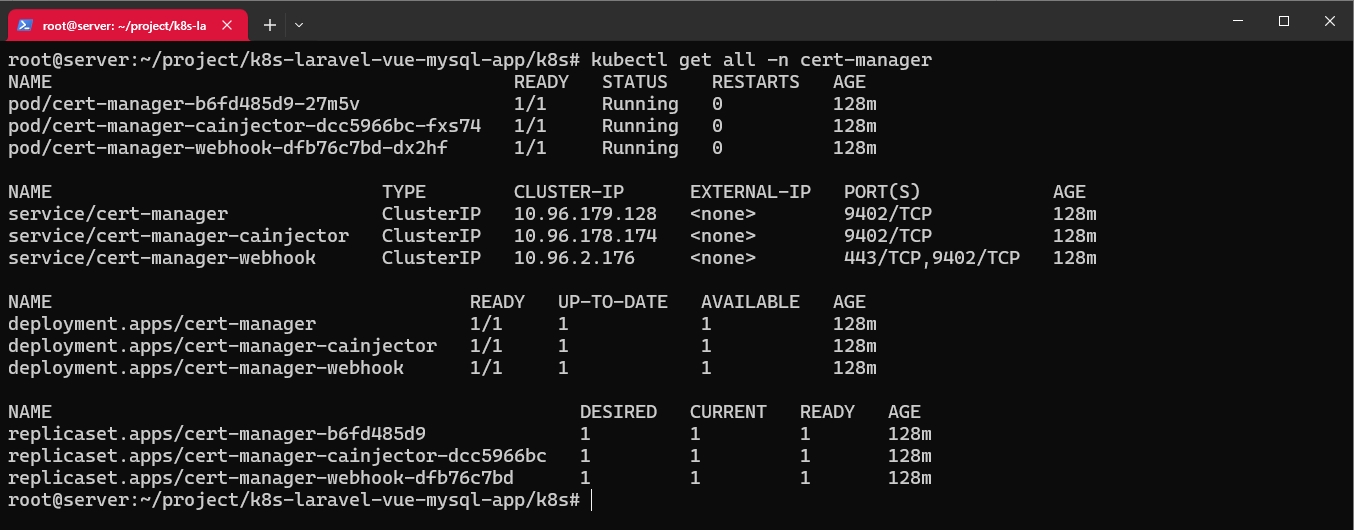 root@server: ~/project/k8s-la
root@server:~/project/k8s-laravel-vue-mysql-app/k8s# kubectl get all -n cert-manager
NAME READY STATUS RESTARTS AGE
pod/cert-manager-b6fd485d9-27m5v 1/1 Running 0 128m
pod/cert-manager-cainjector-dcc5966bc-fxs74 1/1 Running 0 128m
pod/cert-manager-webhook-dfb76c7bd-dx2hf 1/1 Running 0 128m
NAME TYPE CLUSTER-IP EXTERNAL-IP PORT(S) AGE
service/cert-manager ClusterIP 10.96.179.128 <none> 9402/TCP 128m
service/cert-manager-cainjector ClusterIP 10.96.178.174 <none> 9402/TCP 128m
service/cert-manager-webhook ClusterIP 10.96.2.176 <none> 443/TCP,9402/TCP 128m
NAME READY UP-TO-DATE AVAILABLE AGE
deployment.apps/cert-manager 1/1 1 1 128m
deployment.apps/cert-manager-cainjector 1/1 1 1 128m
deployment.apps/cert-manager-webhook 1/1 1 1 128m
NAME DESIRED CURRENT READY AGE
replicaset.apps/cert-manager-b6fd485d9 1 1 1 128m
replicaset.apps/cert-manager-cainjector-dcc5966bc 1 1 1 128m
replicaset.apps/cert-manager-webhook-dfb76c7bd 1 1 1 128m
root@server:~/project/k8s-laravel-vue-mysql-app/k8s#